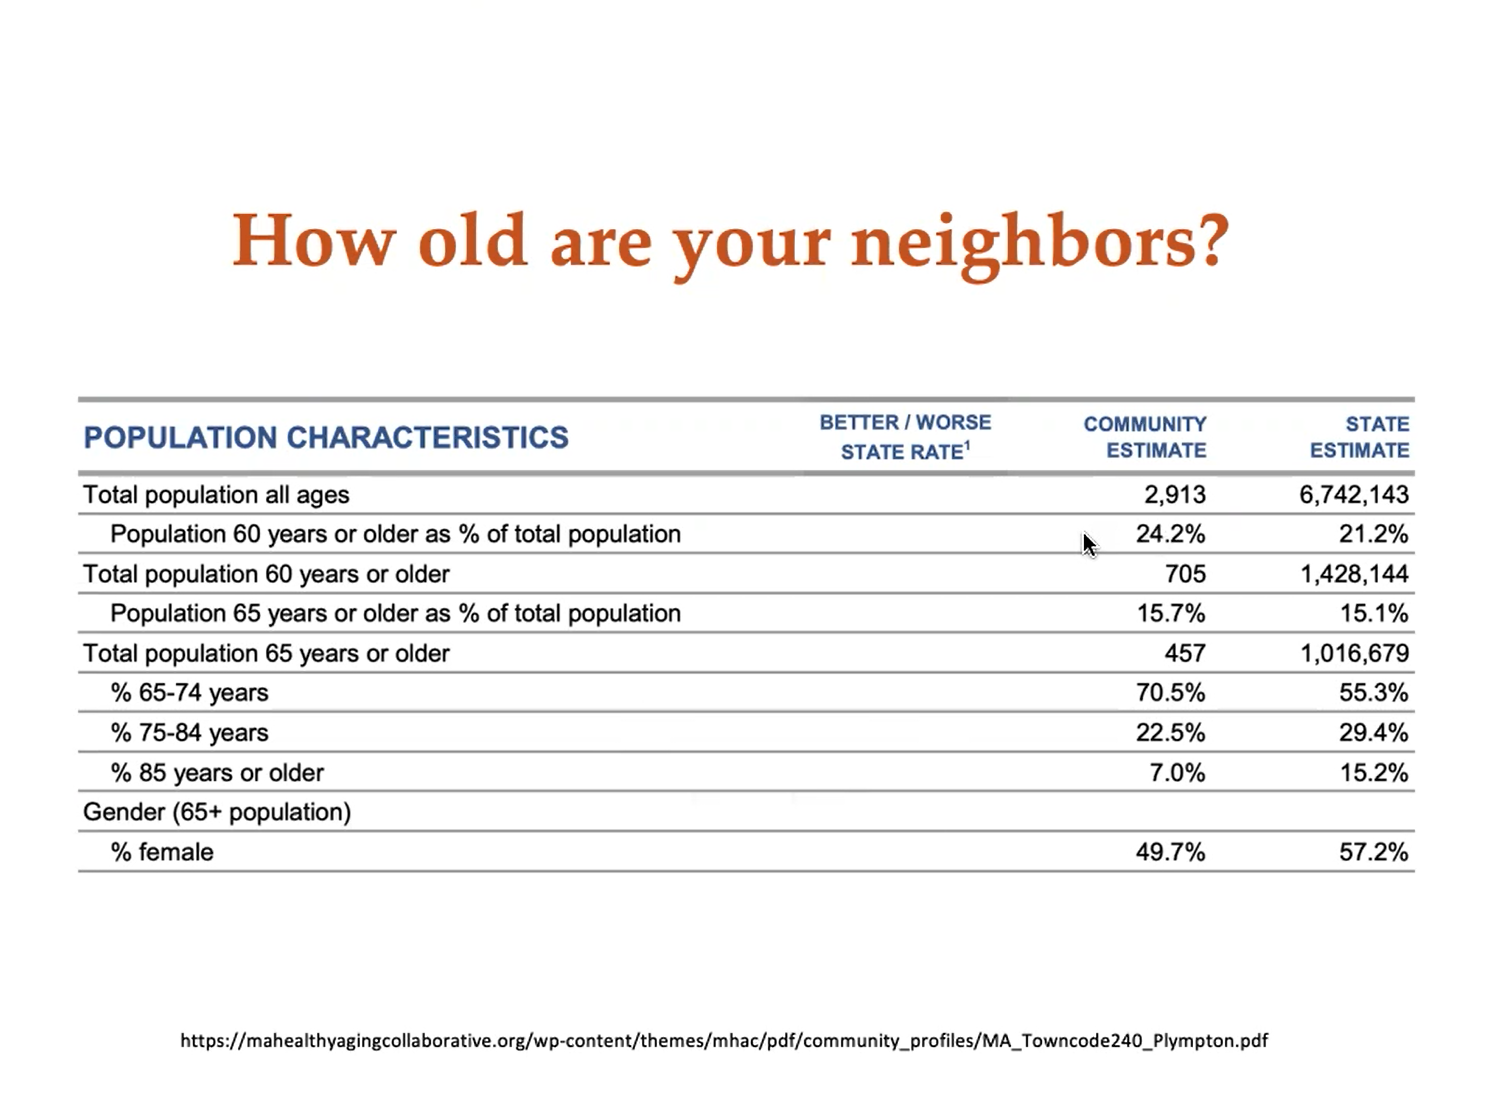 How old are your neighbors?
POPULATION CHARACTERISTICS BETTER / WORSE STATE RATE¹ COMMUNITY ESTIMATE STATE ESTIMATE
Total population all ages 2,913 6,742,143
Population 60 years or older as % of total population 24.2% 21.2%
Total population 60 years or older 705 1,428,144
Population 65 years or older as % of total population 15.7% 15.1%
Total population 65 years or older 457 1,016,679
% 65-74 years 70.5% 55.3%
% 75-84 years 22.5% 29.4%
% 85 years or older 7.0% 15.2%
Gender (65+ population)
% female 49.7% 57.2%
https://mahealthyagingcollaborative.org/wp-content/themes/mhac/pdf/community_profiles/MA_Towncode240_Plympton.pdf